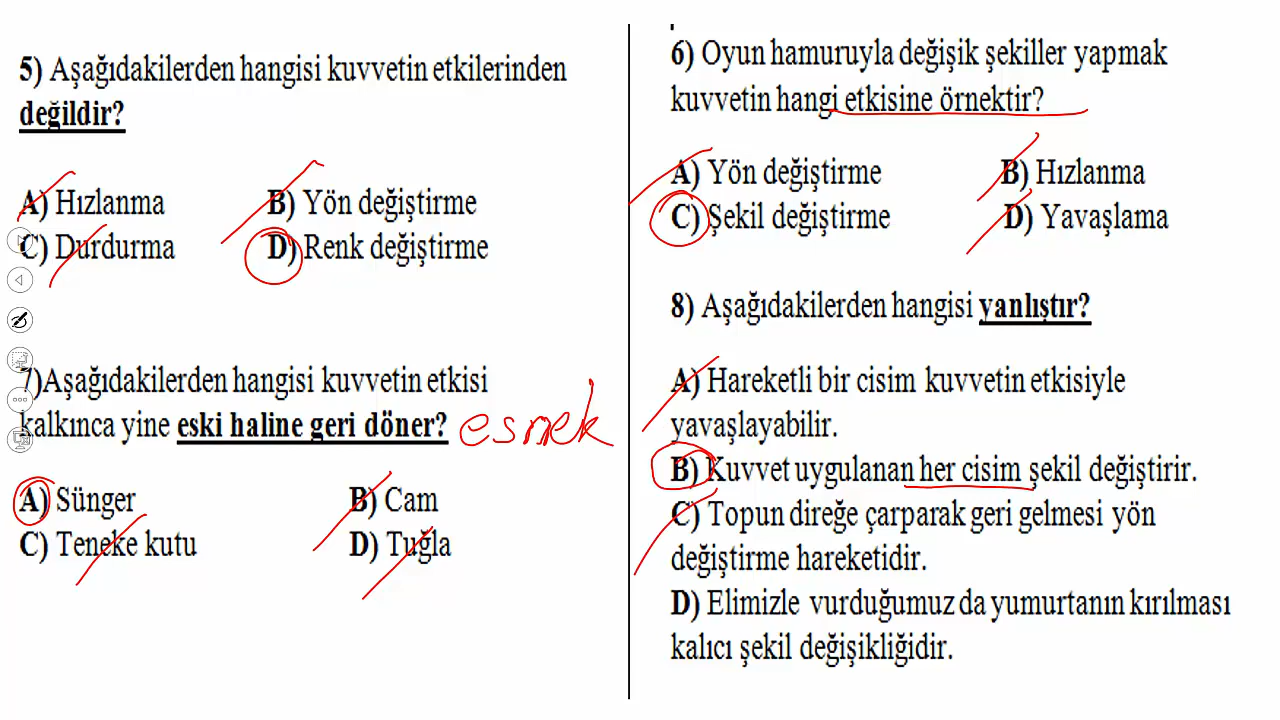 5) Aşağıdakilerden hangisi kuvvetin etkilerinden
değildir?
A) Hızlanma B) Yön değiştirme
C) Durdurma D) Renk değiştirme
7)Aşağıdakilerden hangisi kuvvetin etkisi
kalkınca yine eski haline geri döner? esnek
A) Sünger B) Cam
C) Teneke kutu D) Tuğla
6) Oyun hamuruyla değişik şekiller yapmak
kuvvetin hangi etkisine örnektir?
A) Yön değiştirme B) Hızlanma
C) Şekil değiştirme D) Yavaşlama
8) Aşağıdakilerden hangisi yanlıştır?
A) Hareketli bir cisim kuvvetin etkisiyle
yavaşlayabilir.
B) Kuvvet uygulanan her cisim şekil değiştirir.
C) Topun direğe çarparak geri gelmesi yön
değiştirme hareketidir.
D) Elimizle vurduğumuz da yumurtanın kırılması
kalıcı şekil değişikliğidir.